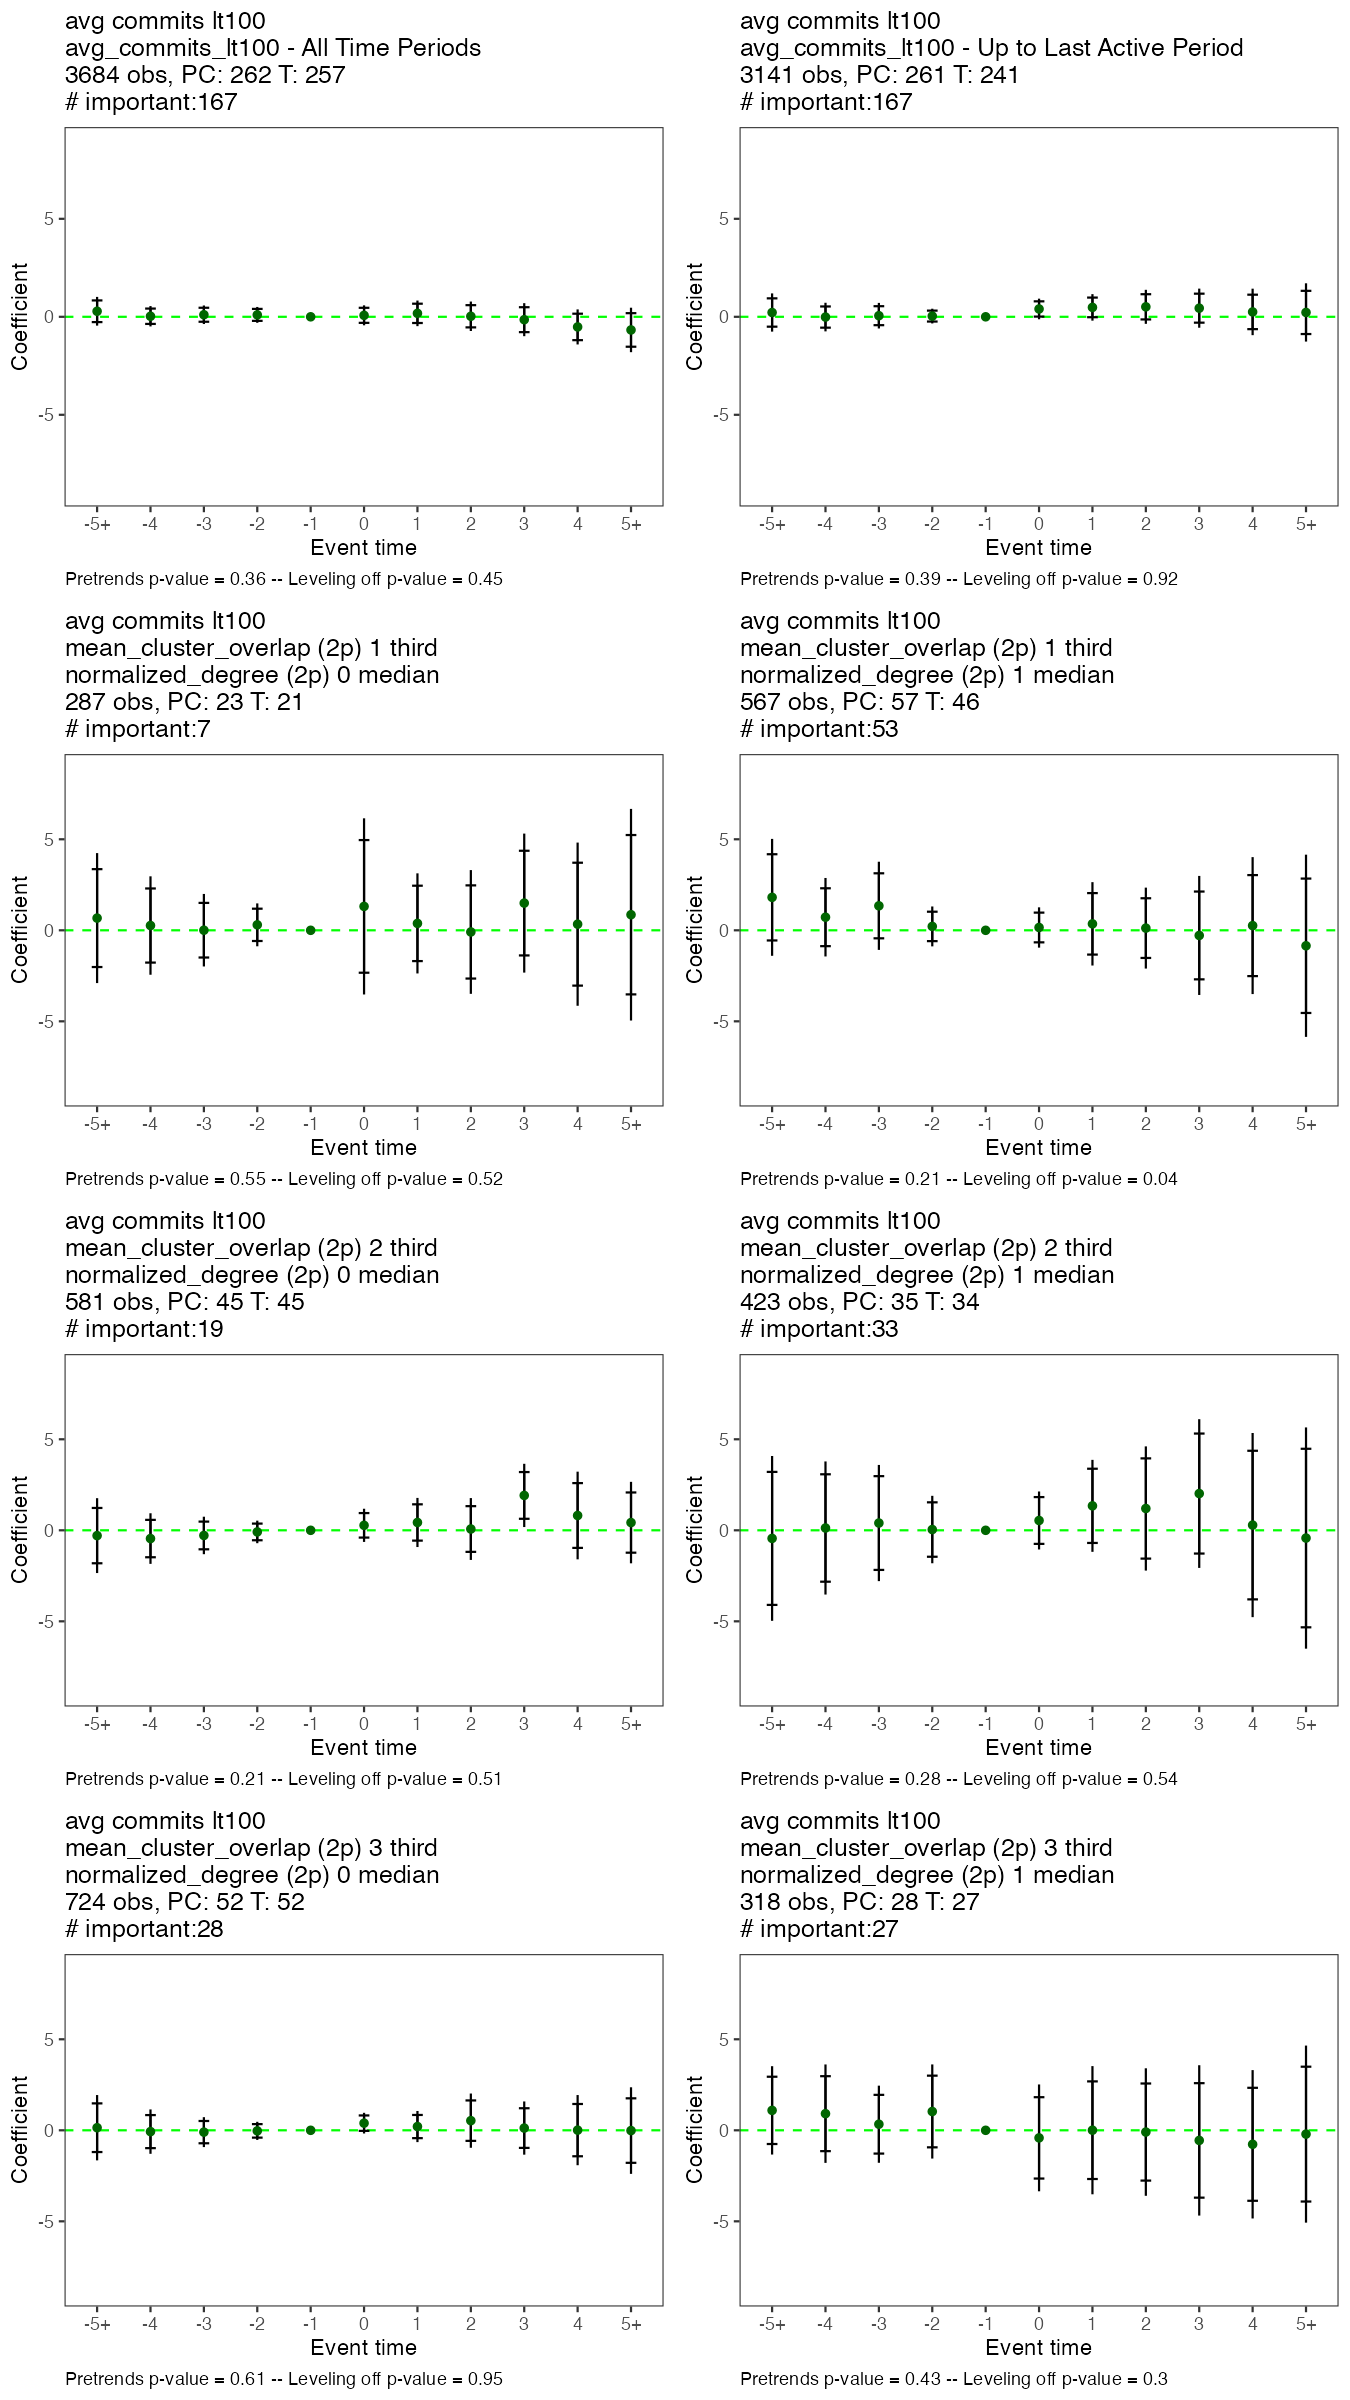 avg commits lt100
avg_commits_lt100 - All Time Periods
3684 obs, PC: 262 T: 257
# important:167
Coefficient
5
0
-5
-5+ -4 -3 -2 -1 0 1 2 3 4 5+
Event time
Pretrends p-value = 0.36 -- Leveling off p-value = 0.45
avg commits lt100
avg_commits_lt100 - Up to Last Active Period
3141 obs, PC: 261 T: 241
# important:167
Coefficient
5
0
-5
-5+ -4 -3 -2 -1 0 1 2 3 4 5+
Event time
Pretrends p-value = 0.39 -- Leveling off p-value = 0.92
avg commits lt100
mean_cluster_overlap (2p) 1 third
normalized_degree (2p) 0 median
287 obs, PC: 23 T: 21
# important:7
Coefficient
5
0
-5
-5+ -4 -3 -2 -1 0 1 2 3 4 5+
Event time
Pretrends p-value = 0.55 -- Leveling off p-value = 0.52
avg commits lt100
mean_cluster_overlap (2p) 1 third
normalized_degree (2p) 1 median
567 obs, PC: 57 T: 46
# important:53
Coefficient
5
0
-5
-5+ -4 -3 -2 -1 0 1 2 3 4 5+
Event time
Pretrends p-value = 0.21 -- Leveling off p-value = 0.04
avg commits lt100
mean_cluster_overlap (2p) 2 third
normalized_degree (2p) 0 median
581 obs, PC: 45 T: 45
# important:19
Coefficient
5
0
-5
-5+ -4 -3 -2 -1 0 1 2 3 4 5+
Event time
Pretrends p-value = 0.21 -- Leveling off p-value = 0.51
avg commits lt100
mean_cluster_overlap (2p) 2 third
normalized_degree (2p) 1 median
423 obs, PC: 35 T: 34
# important:33
Coefficient
5
0
-5
-5+ -4 -3 -2 -1 0 1 2 3 4 5+
Event time
Pretrends p-value = 0.28 -- Leveling off p-value = 0.54
avg commits lt100
mean_cluster_overlap (2p) 3 third
normalized_degree (2p) 0 median
724 obs, PC: 52 T: 52
# important:28
Coefficient
5
0
-5
-5+ -4 -3 -2 -1 0 1 2 3 4 5+
Event time
Pretrends p-value = 0.61 -- Leveling off p-value = 0.95
avg commits lt100
mean_cluster_overlap (2p) 3 third
normalized_degree (2p) 1 median
318 obs, PC: 28 T: 27
# important:27
Coefficient
5
0
-5
-5+ -4 -3 -2 -1 0 1 2 3 4 5+
Event time
Pretrends p-value = 0.43 -- Leveling off p-value = 0.3